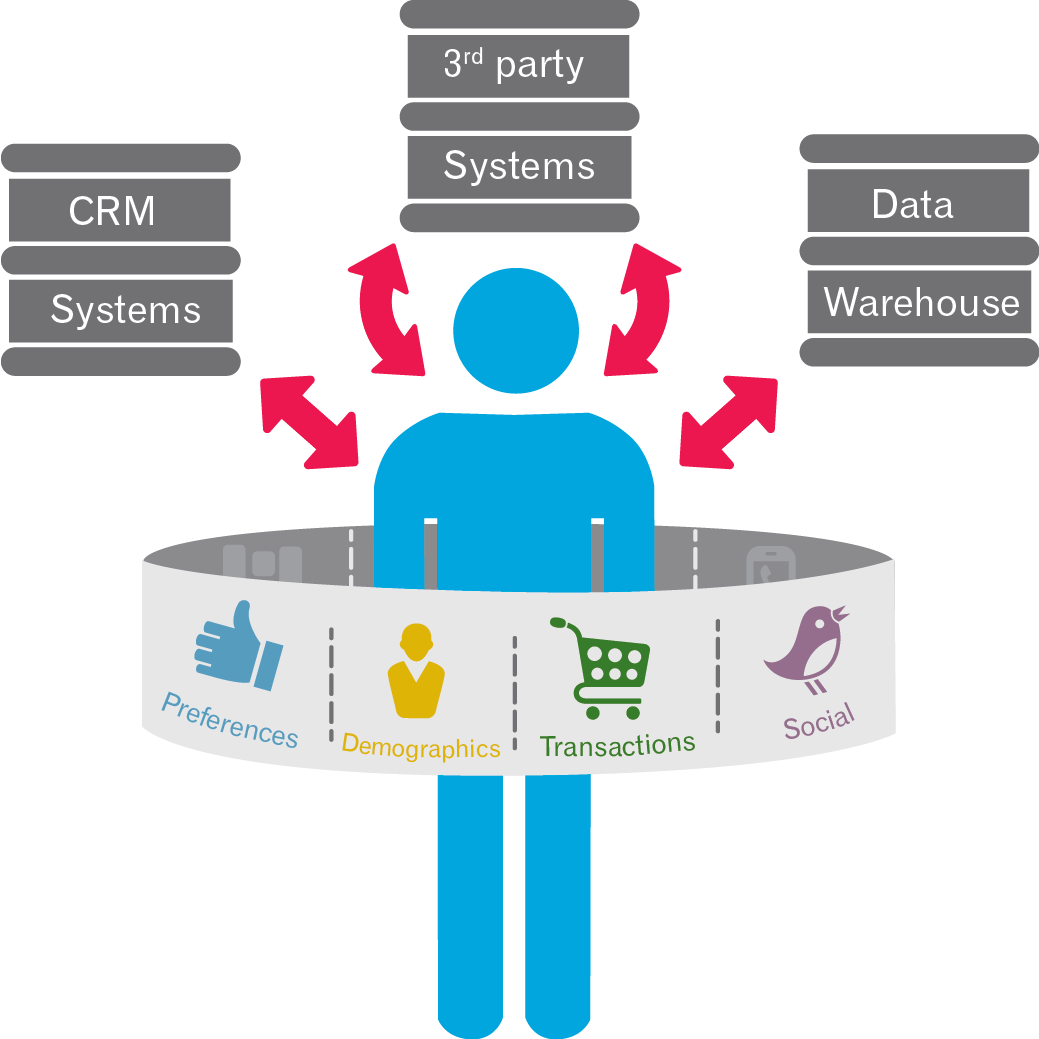 3rd party
Systems
CRM
Systems
Data
Warehouse
Preferences
Demographics
Transactions
Social